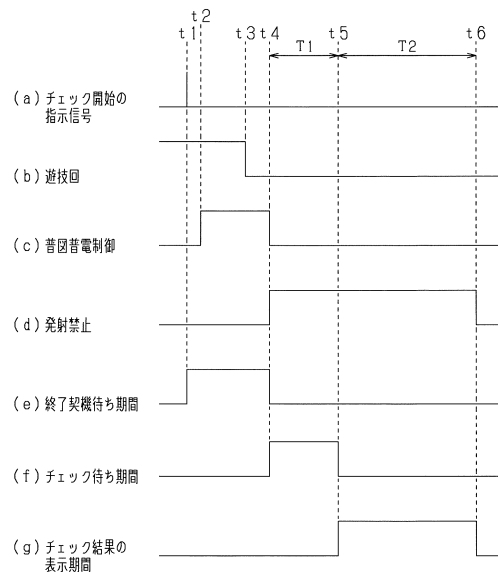 t2
t1 t3 t4 t5 t6
T1 T2
(a)チェック開始の
指示信号
(b)遊技回
(c)普図普電制御
(d)発射禁止
(e)終了契機待ち期間
(f)チェック待ち期間
(g)チェック結果の
表示期間